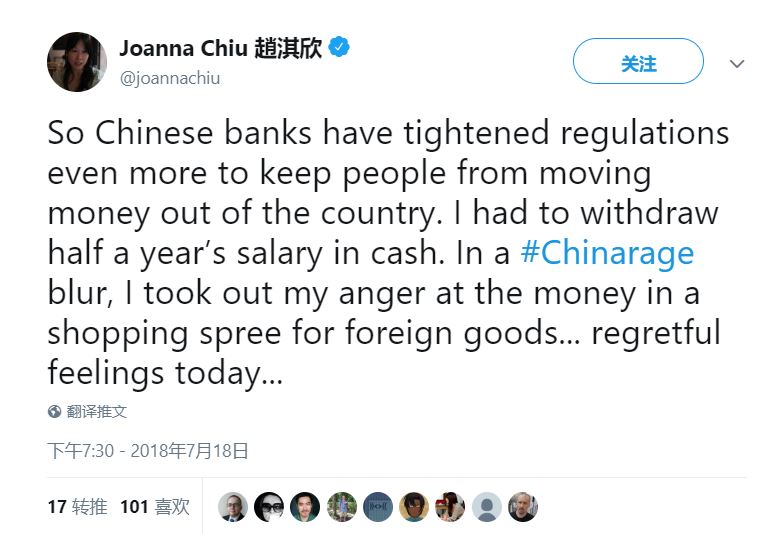 Joanna Chiu 趙淇欣
@joannachiu
关注
So Chinese banks have tightened regulations
even more to keep people from moving
money out of the country. I had to withdraw
half a year’s salary in cash. In a #Chinarage
blur, I took out my anger at the money in a
shopping spree for foreign goods... regretful
feelings today...
翻译推文
下午7:30 - 2018年7月18日
17 转推 101 喜欢